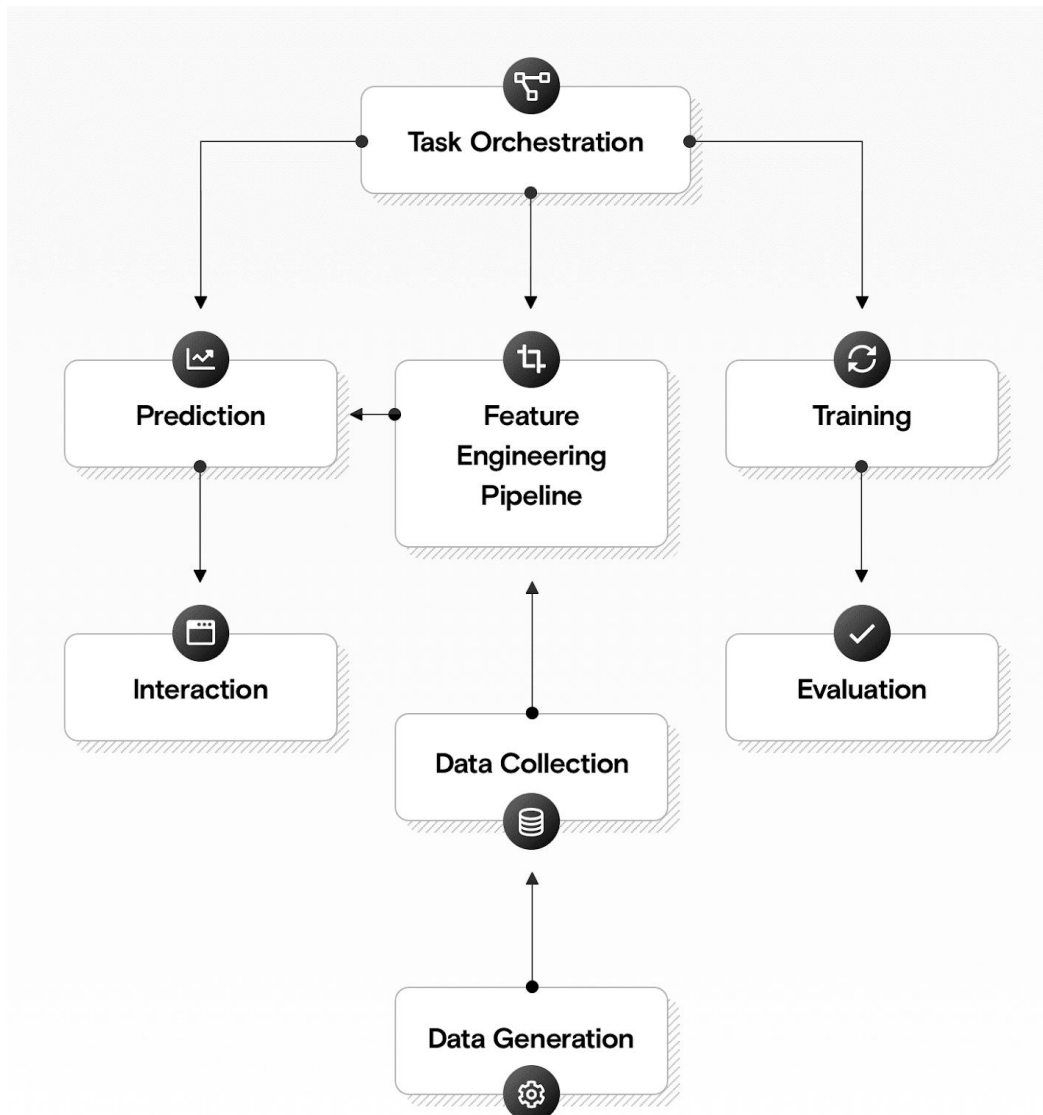 Task Orchestration
Prediction
Feature
Engineering
Pipeline
Training
Interaction
Evaluation
Data Collection
Data Generation